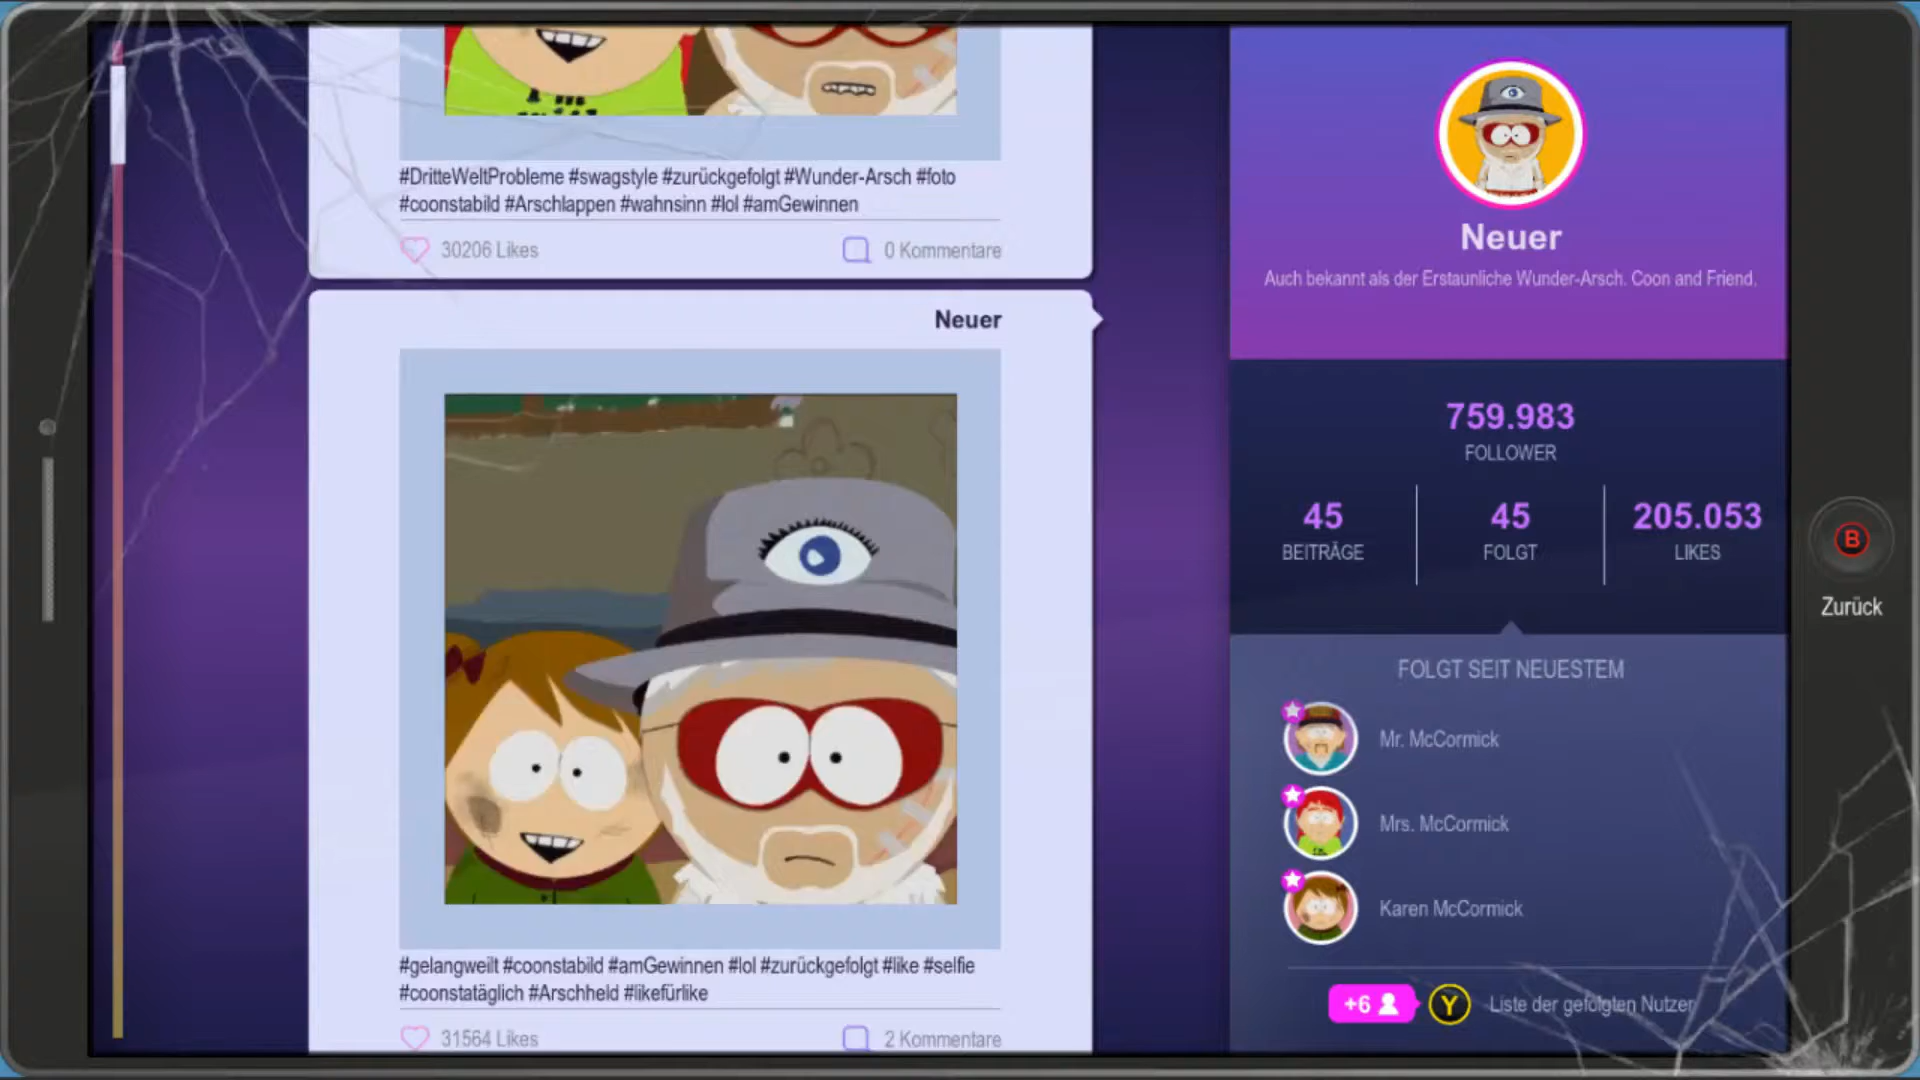 #DritteWeltProbleme #swagstyle #zurückgefolgt #Wunder-Arsch #foto
#coonstabild #Arschlappen #wahnsinn #lol #amGewinnen
30206 Likes
0 Kommentare
Neuer
#gelangweilt #coonstabild #amGewinnen #lol #zurückgefolgt #like #selfie
#coonstatäglich #Arschheld #likefürlike
31564 Likes
2 Kommentare
Neuer
Auch bekannt als der Erstaunliche Wunder-Arsch. Coon and Friend.
759.983
FOLLOWER
45
BEITRÄGE
45
FOLGT
205.053
LIKES
FOLGT SEIT NEUESTEM
Mr. McCormick
Mrs. McCormick
Karen McCormick
+6
Y
Liste der gefolgten Nutzer
B
Zurück